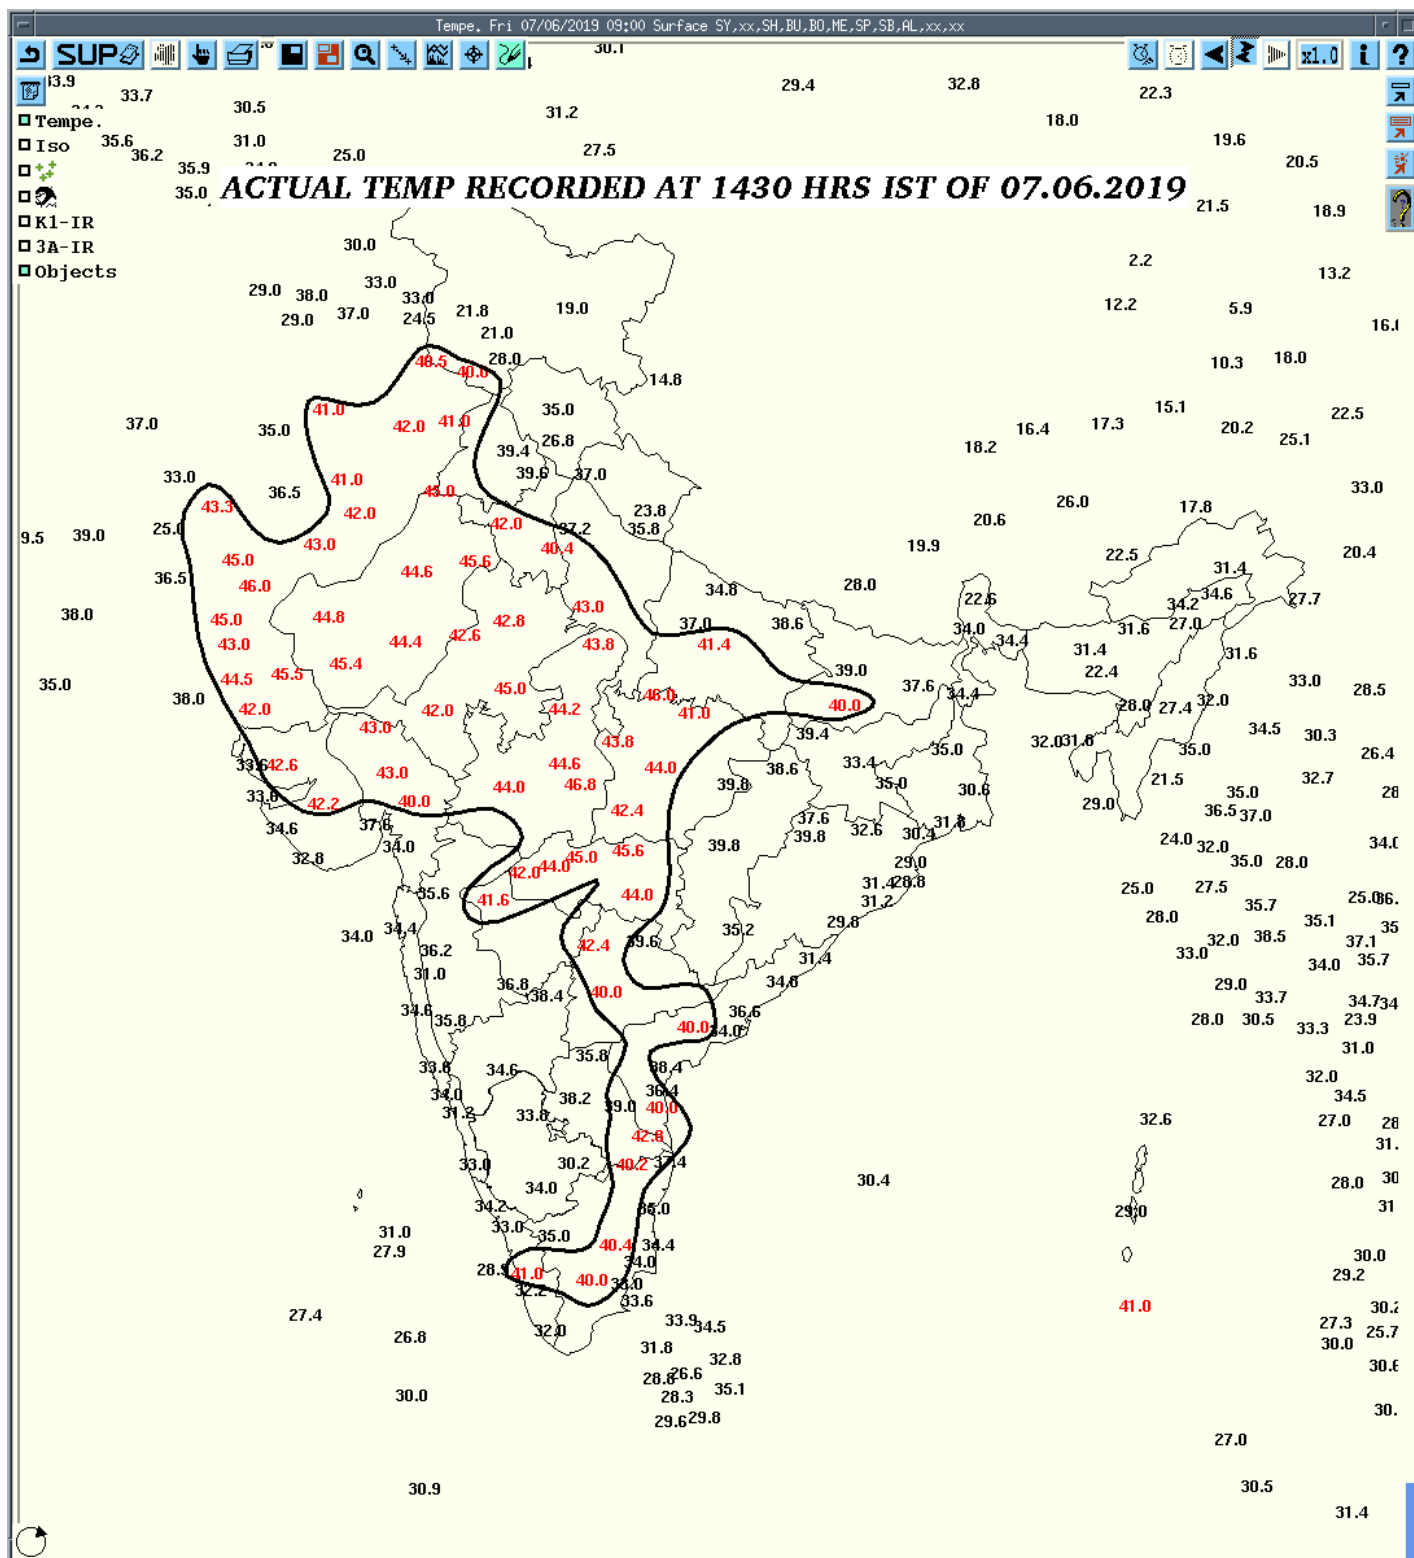 Tempe. Fri 07/06/2019 09:00 Surface SY,xx,SH,BU,BO,ME,SP,SB,AL,xx,xx
SUP x1.0 i ?
30.1
33.9 33.7 30.5 31.2 29.4 32.8 22.3
Tempe. 18.0
Iso 35.6 36.2 31.0 25.0 27.5 19.6
35.9 20.5
35.0 ACTUAL TEMP RECORDED AT 1430 HRS IST OF 07.06.2019
K1-IR 21.5 18.9
3A-IR 30.0
Objects 2.2 13.2
29.0 38.0 33.0 33.0 21.8 19.0 12.2 5.9
29.0 37.0 24.5 21.0
40.5 40.0 28.0 10.3 18.0
14.8
41.0 35.0 15.1 22.5
37.0 35.0 42.0 41.0 16.4 17.3 20.2
26.8 18.2 25.1
39.4
33.0 41.0 39.6 37.0
36.5 43.0 33.0
43.3 42.0 23.8 26.0 17.8
25.0 42.0 37.2 35.8 20.6
9.5 39.0 43.0 40.4 19.9
45.0 45.6 22.5 20.4
36.5 44.6 31.4
46.0 34.8 28.0
38.0 45.0 44.8 42.8 43.0 22.6 34.2 34.6 27.7
43.0 44.4 42.6 43.8 37.0 38.6 34.0 31.6 27.0
41.4 34.4 31.4
45.4 39.0 22.4 31.6
35.0 44.5 45.5 45.0 37.6 33.0
38.0 46.0 34.4 28.5
42.0 42.0 44.2 41.0 40.0 28.0 27.4 32.0
43.0 39.4 34.5
43.8 35.0 32.0 31.6 35.0 30.3
33.6 42.6 43.0 44.6 44.0 38.6 33.4 26.4
44.0 46.8 39.8 35.0 21.5 32.7
42.2 40.0 30.6 35.0 28
42.4 29.0
37.6 37.6 31.8 36.5 37.0
34.6 34.0 39.8 32.6 30.4 24.0
32.8 45.0 45.6 39.8 32.0 34.0
42.0 44.0 29.0 35.0 28.0
35.6 41.6 44.0 31.4 28.8 25.0 27.5 25.0
31.2 35.7
34.0 34.4 35.2 29.8 28.0 35.1 35
36.2 42.4 39.6 32.0 38.5 37.1
31.0 31.4 33.0 34.0 35.7
36.8 38.4 40.0 34.8 29.0 33.7
34.6 35.8 36.6 34.7 34
40.0 34.0 28.0 30.5 33.3 23.9
35.8 31.0
33.6 34.6 38.4 32.0
34.0 38.2 36.4 34.5
31.2 33.8 39.0 40.0 32.6 27.0 28
42.8 31.
33.0 30.2 40.2 37.4 30.4 28.0 30
34.0
34.2 35.0 29.0 31
31.0 33.0 35.0
27.9 40.4 34.4 30.0
28.9 41.0 40.0 34.0 29.2
32.2 33.0
27.4 33.6 41.0 30.2
26.8 32.0 33.9 34.5 27.3 25.7
31.8 30.0
32.8 30.6
28.8 26.6
30.0 28.3 35.1
29.6 29.8 30.
27.0
30.9 30.5
31.4